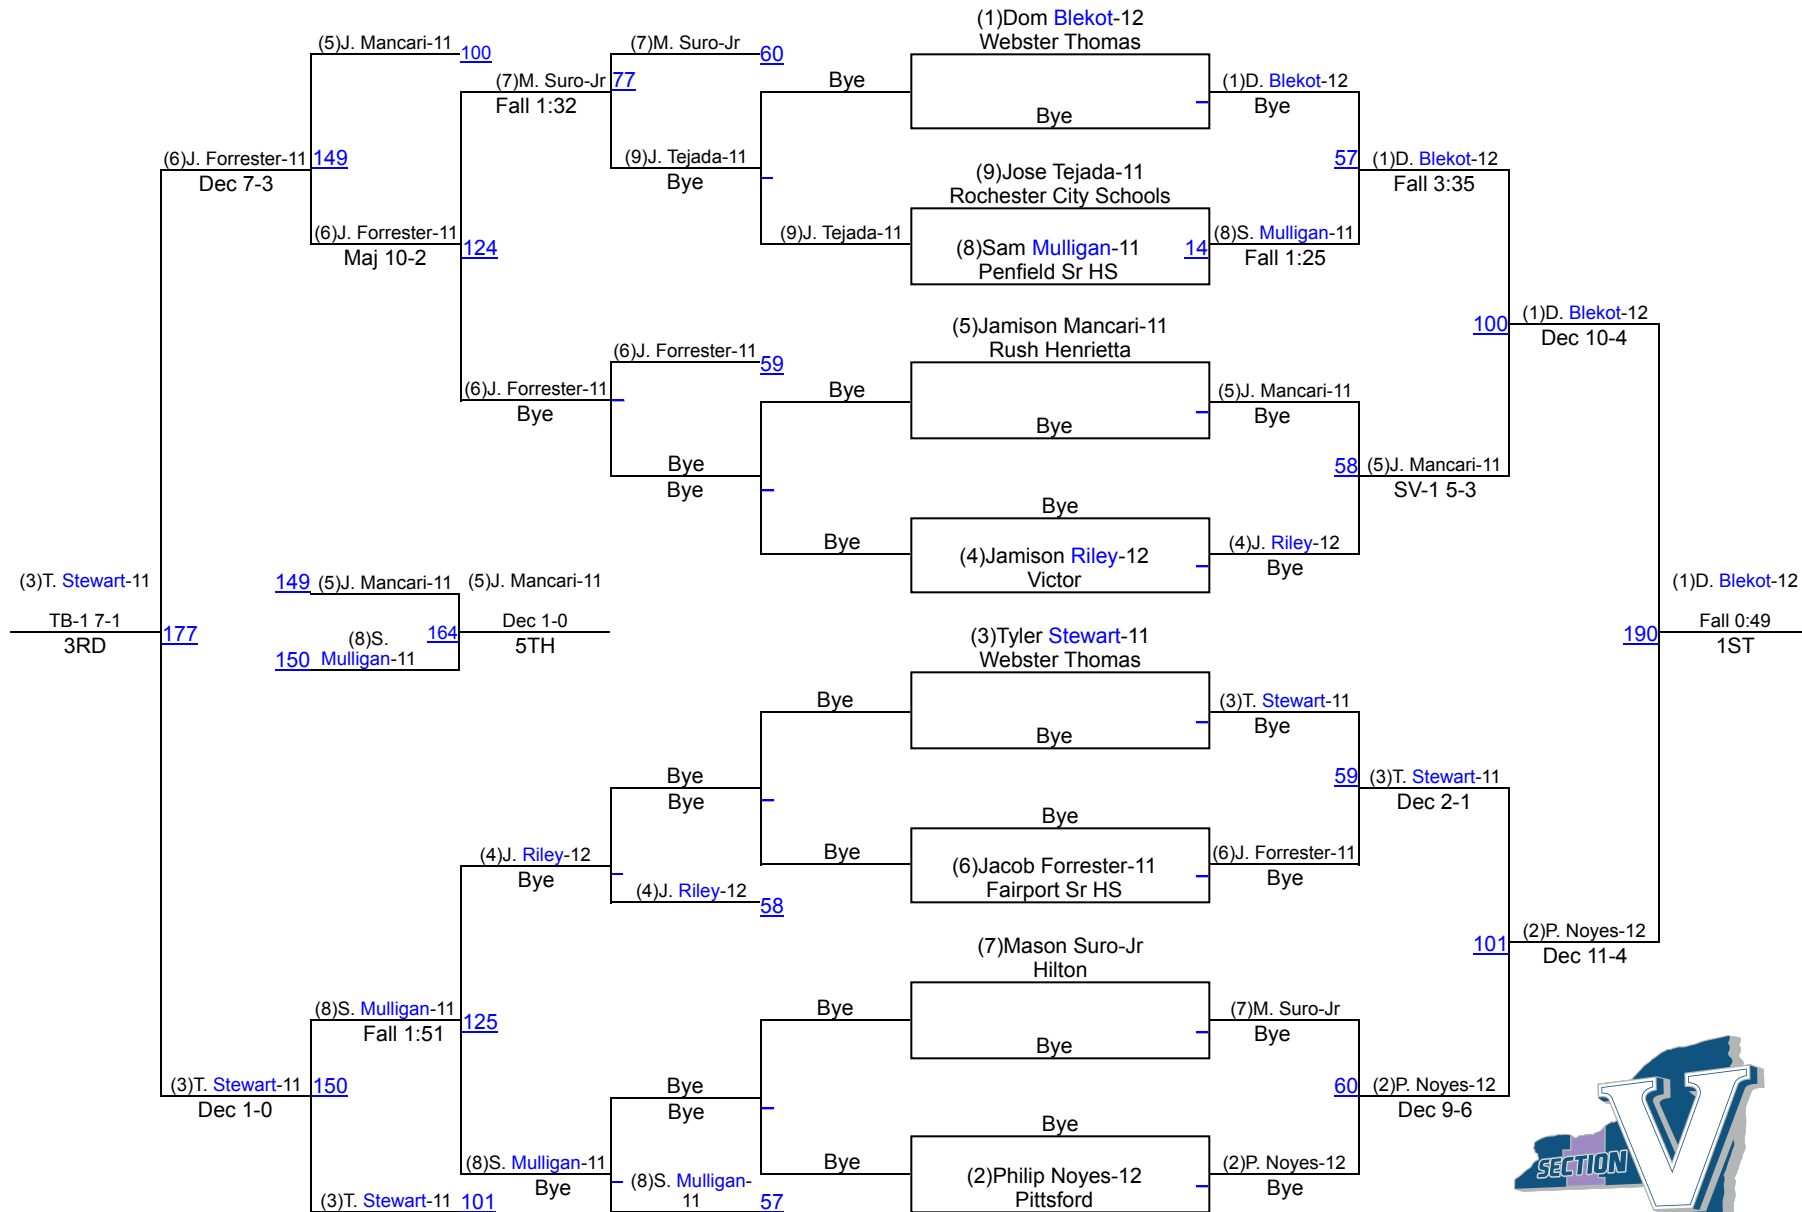 (1)Dom Blekot-12
Webster Thomas
Bye
(9)Jose Tejada-11
Rochester City Schools
(8)Sam Mulligan-11
14
Penfield Sr HS
(5)Jamison Mancari-11
Rush Henrietta
Bye
Bye
(4)Jamison Riley-12
Victor
(3)Tyler Stewart-11
Webster Thomas
Bye
Bye
(6)Jacob Forrester-11
Fairport Sr HS
(7)Mason Suro-Jr
Hilton
Bye
Bye
(2)Philip Noyes-12
Pittsford
(1)D. Blekot-12
Bye
57
(8)S. Mulligan-11
Fall 1:25
(5)J. Mancari-11
Bye
58
(4)J. Riley-12
Bye
(3)T. Stewart-11
Bye
59
(6)J. Forrester-11
Bye
(7)M. Suro-Jr
Bye
60
(2)P. Noyes-12
Bye
(1)D. Blekot-12
Fall 3:35
100
(5)J. Mancari-11
SV-1 5-3
(3)T. Stewart-11
Dec 2-1
101
(2)P. Noyes-12
Dec 9-6
(1)D. Blekot-12
Dec 10-4
190
(2)P. Noyes-12
Dec 11-4
(1)D. Blekot-12
Fall 0:49
1ST
Bye
(9)J. Tejada-11
Bye
Bye
Bye
Bye
Bye
Bye
(7)M. Suro-Jr
60
77
(9)J. Tejada-11
Bye
(6)J. Forrester-11
59
Bye
Bye
Bye
Bye
(4)J. Riley-12
58
Bye
Bye
(8)S. Mulligan-
11
57
(7)M. Suro-Jr
Fall 1:32
(6)J. Forrester-11
Bye
(4)J. Riley-12
Bye
(8)S. Mulligan-11
Bye
(5)J. Mancari-11
100
149
(6)J. Forrester-11
124
Maj 10-2
(8)S. Mulligan-11
125
Fall 1:51
150
(3)T. Stewart-11
101
(6)J. Forrester-11
Dec 7-3
(3)T. Stewart-11
Dec 1-0
(3)T. Stewart-11
TB-1 7-1
177
3RD
149
(5)J. Mancari-11
(8)S.
164
150
Mulligan-11
(5)J. Mancari-11
Dec 1-0
5TH
SECTION V